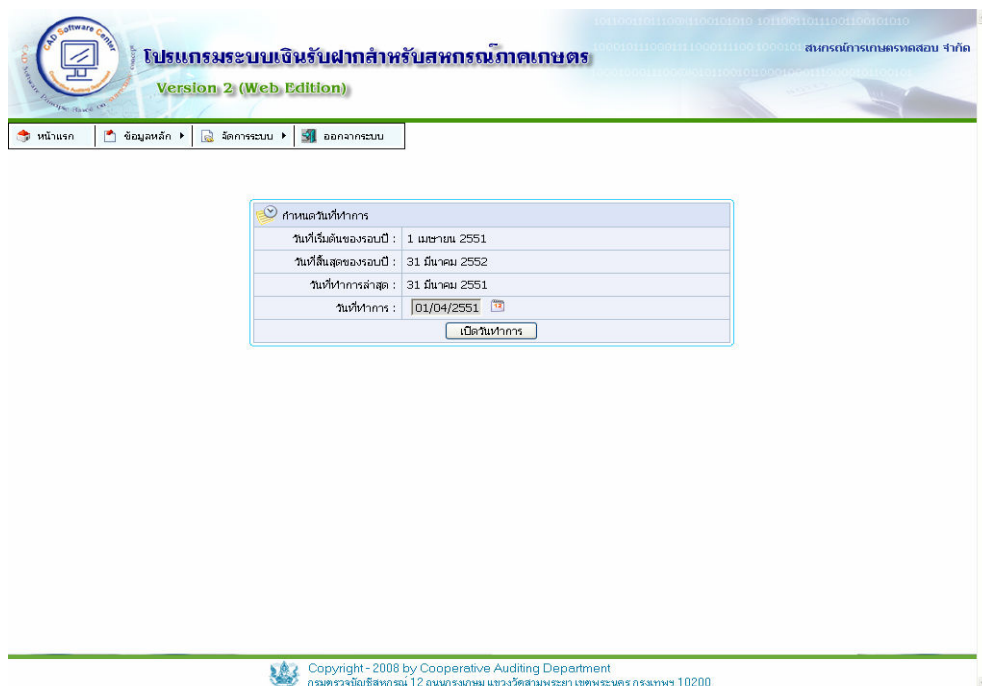 CAD Software Center
โปรแกรมระบบเงินรับฝากสำหรับสหกรณ์ภาคเกษตร
สหกรณ์การเกษตรทดสอบ จำกัด
Version 2 (Web Edition)
หน้าแรก ข้อมูลหลัก จัดการระบบ ออกจากระบบ
กำหนดวันที่ทำการ
วันที่เริ่มต้นของรอบปี : 1 เมษายน 2551
วันที่สิ้นสุดของรอบปี : 31 มีนาคม 2552
วันที่ทำการล่าสุด : 31 มีนาคม 2551
วันที่ทำการ : 01/04/2551
เปิดวันทำการ
Copyright - 2008 by Cooperative Auditing Department
กรมตรวจบัญชีสหกรณ์ 12 ถนนกรุงเกษม แขวงวัดสามพระยา เขตพระนคร กรุงเทพฯ 10200